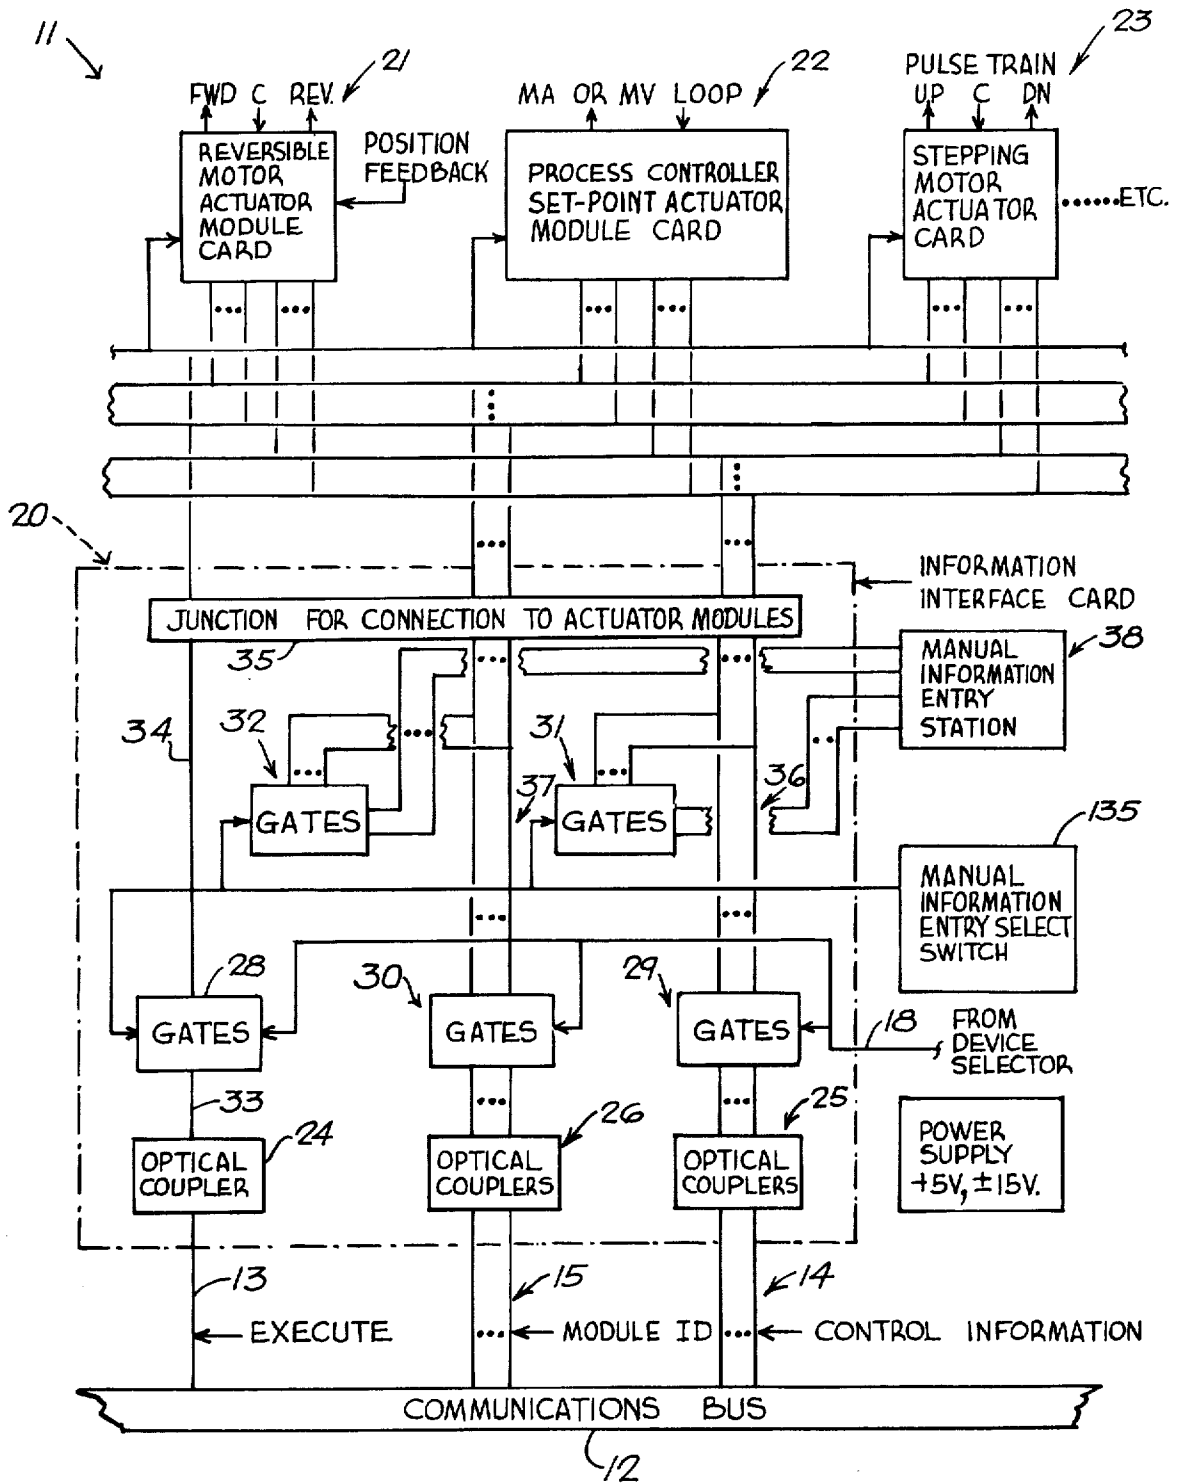 11
21
22
23
FWD C REV.
MA OR MV LOOP
PULSE TRAIN
UP C DN
REVERSIBLE
MOTOR
ACTUATOR
MODULE
CARD
POSITION
FEEDBACK
PROCESS CONTROLLER
SET-POINT ACTUATOR
MODULE CARD
STEPPING
MOTOR
ACTUATOR
CARD
......ETC.
20
INFORMATION
INTERFACE CARD
JUNCTION FOR CONNECTION TO ACTUATOR MODULES
35
38
MANUAL
INFORMATION
ENTRY
STATION
34
32
31
37
36
GATES
GATES
135
MANUAL
INFORMATION
ENTRY SELECT
SWITCH
28
30
29
GATES
GATES
GATES
18
FROM
DEVICE
SELECTOR
33
24
26
25
OPTICAL
COUPLER
OPTICAL
COUPLERS
OPTICAL
COUPLERS
POWER
SUPPLY
+5V, ±15V.
13
15
14
EXECUTE
MODULE ID
CONTROL INFORMATION
COMMUNICATIONS BUS
12